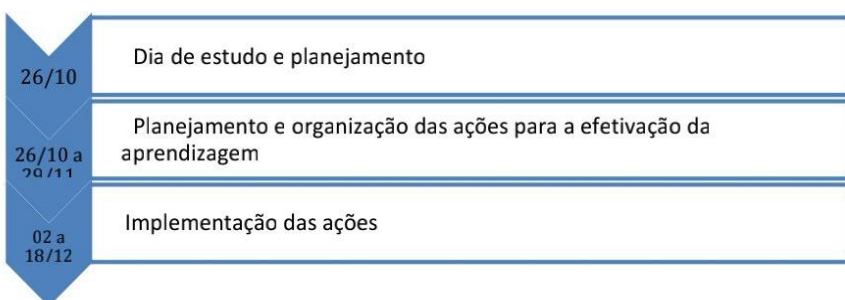 26/10
Dia de estudo e planejamento
26/10 a
29/11
Planejamento e organização das ações para a efetivação da
aprendizagem
02 a
18/12
Implementação das ações